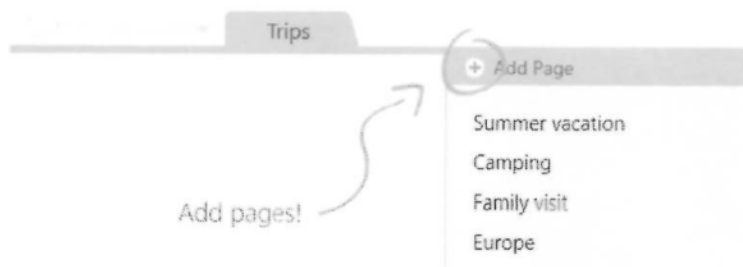 Trips
Add Page
Summer vacation
Camping
Add pages!
Family visit
Europe